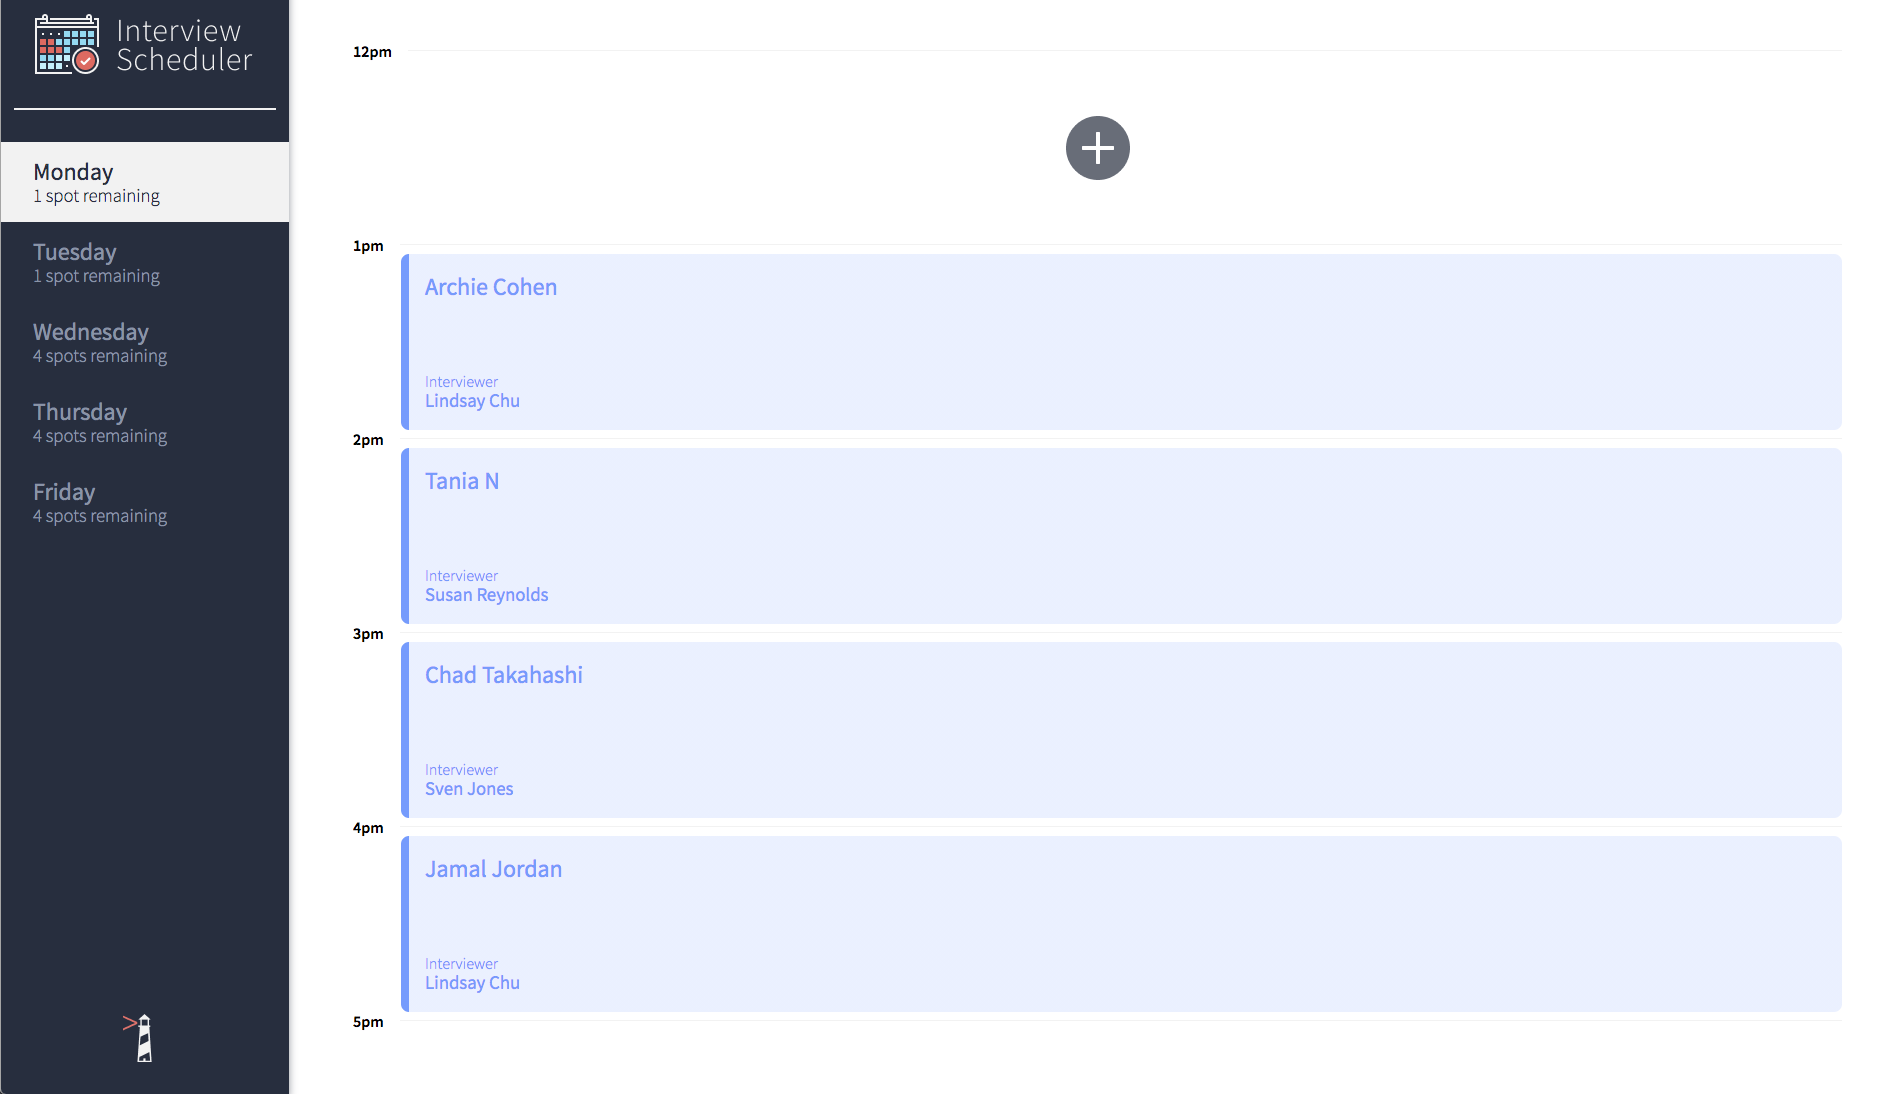 Interview
Scheduler
Monday
1 spot remaining
Tuesday
1 spot remaining
Wednesday
4 spots remaining
Thursday
4 spots remaining
Friday
4 spots remaining
12pm
1pm
Archie Cohen
Interviewer
Lindsay Chu
2pm
Tania N
Interviewer
Susan Reynolds
3pm
Chad Takahashi
Interviewer
Sven Jones
4pm
Jamal Jordan
Interviewer
Lindsay Chu
5pm